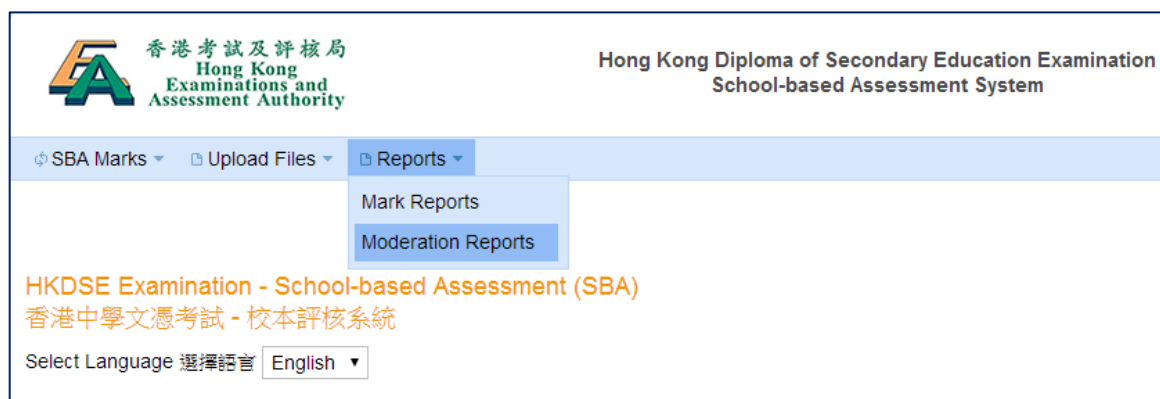 香港考試及評核局
Hong Kong
Examinations and
Assessment Authority
Hong Kong Diploma of Secondary Education Examination
School-based Assessment System
SBA Marks
Upload Files
Reports
Mark Reports
Moderation Reports
HKDSE Examination - School-based Assessment (SBA)
香港中學文憑考試 - 校本評核系統
Select Language 選擇語言 English